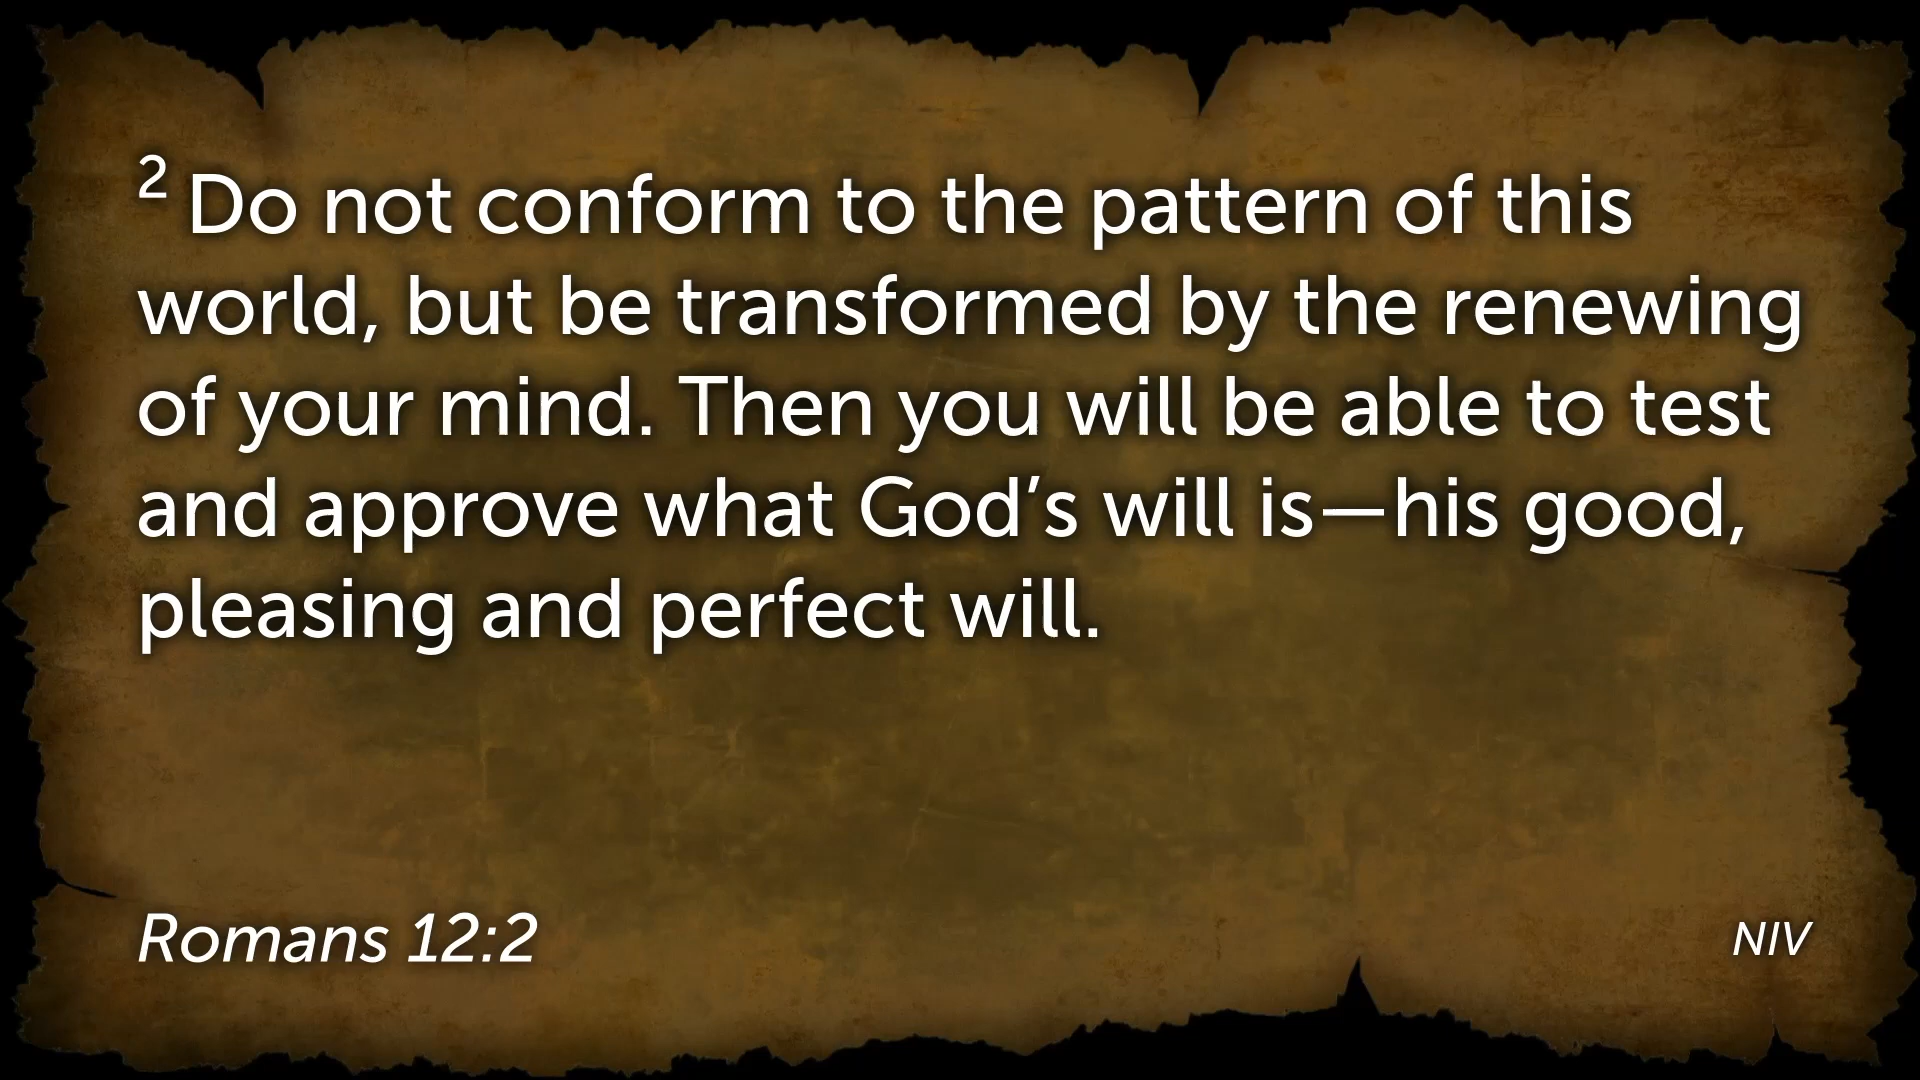 2 Do not conform to the pattern of this
world, but be transformed by the renewing
of your mind. Then you will be able to test
and approve what God’s will is—his good,
pleasing and perfect will.
Romans 12:2
NIV